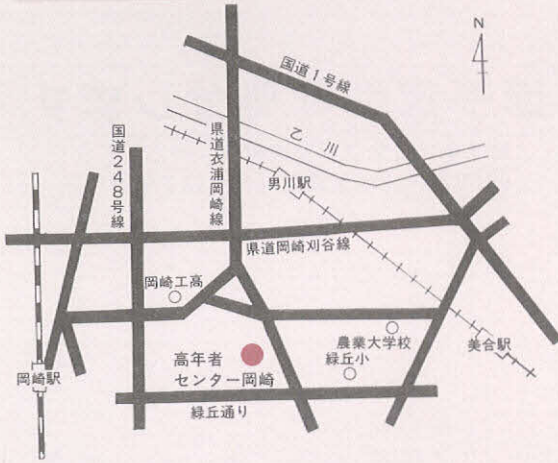 N
国道1号線
乙川
国道248号線
県道衣浦岡崎線
男川駅
県道岡崎刈谷線
岡崎工高
農業大学校
緑丘小
美合駅
高年者
センター岡崎
岡崎駅
緑丘通り